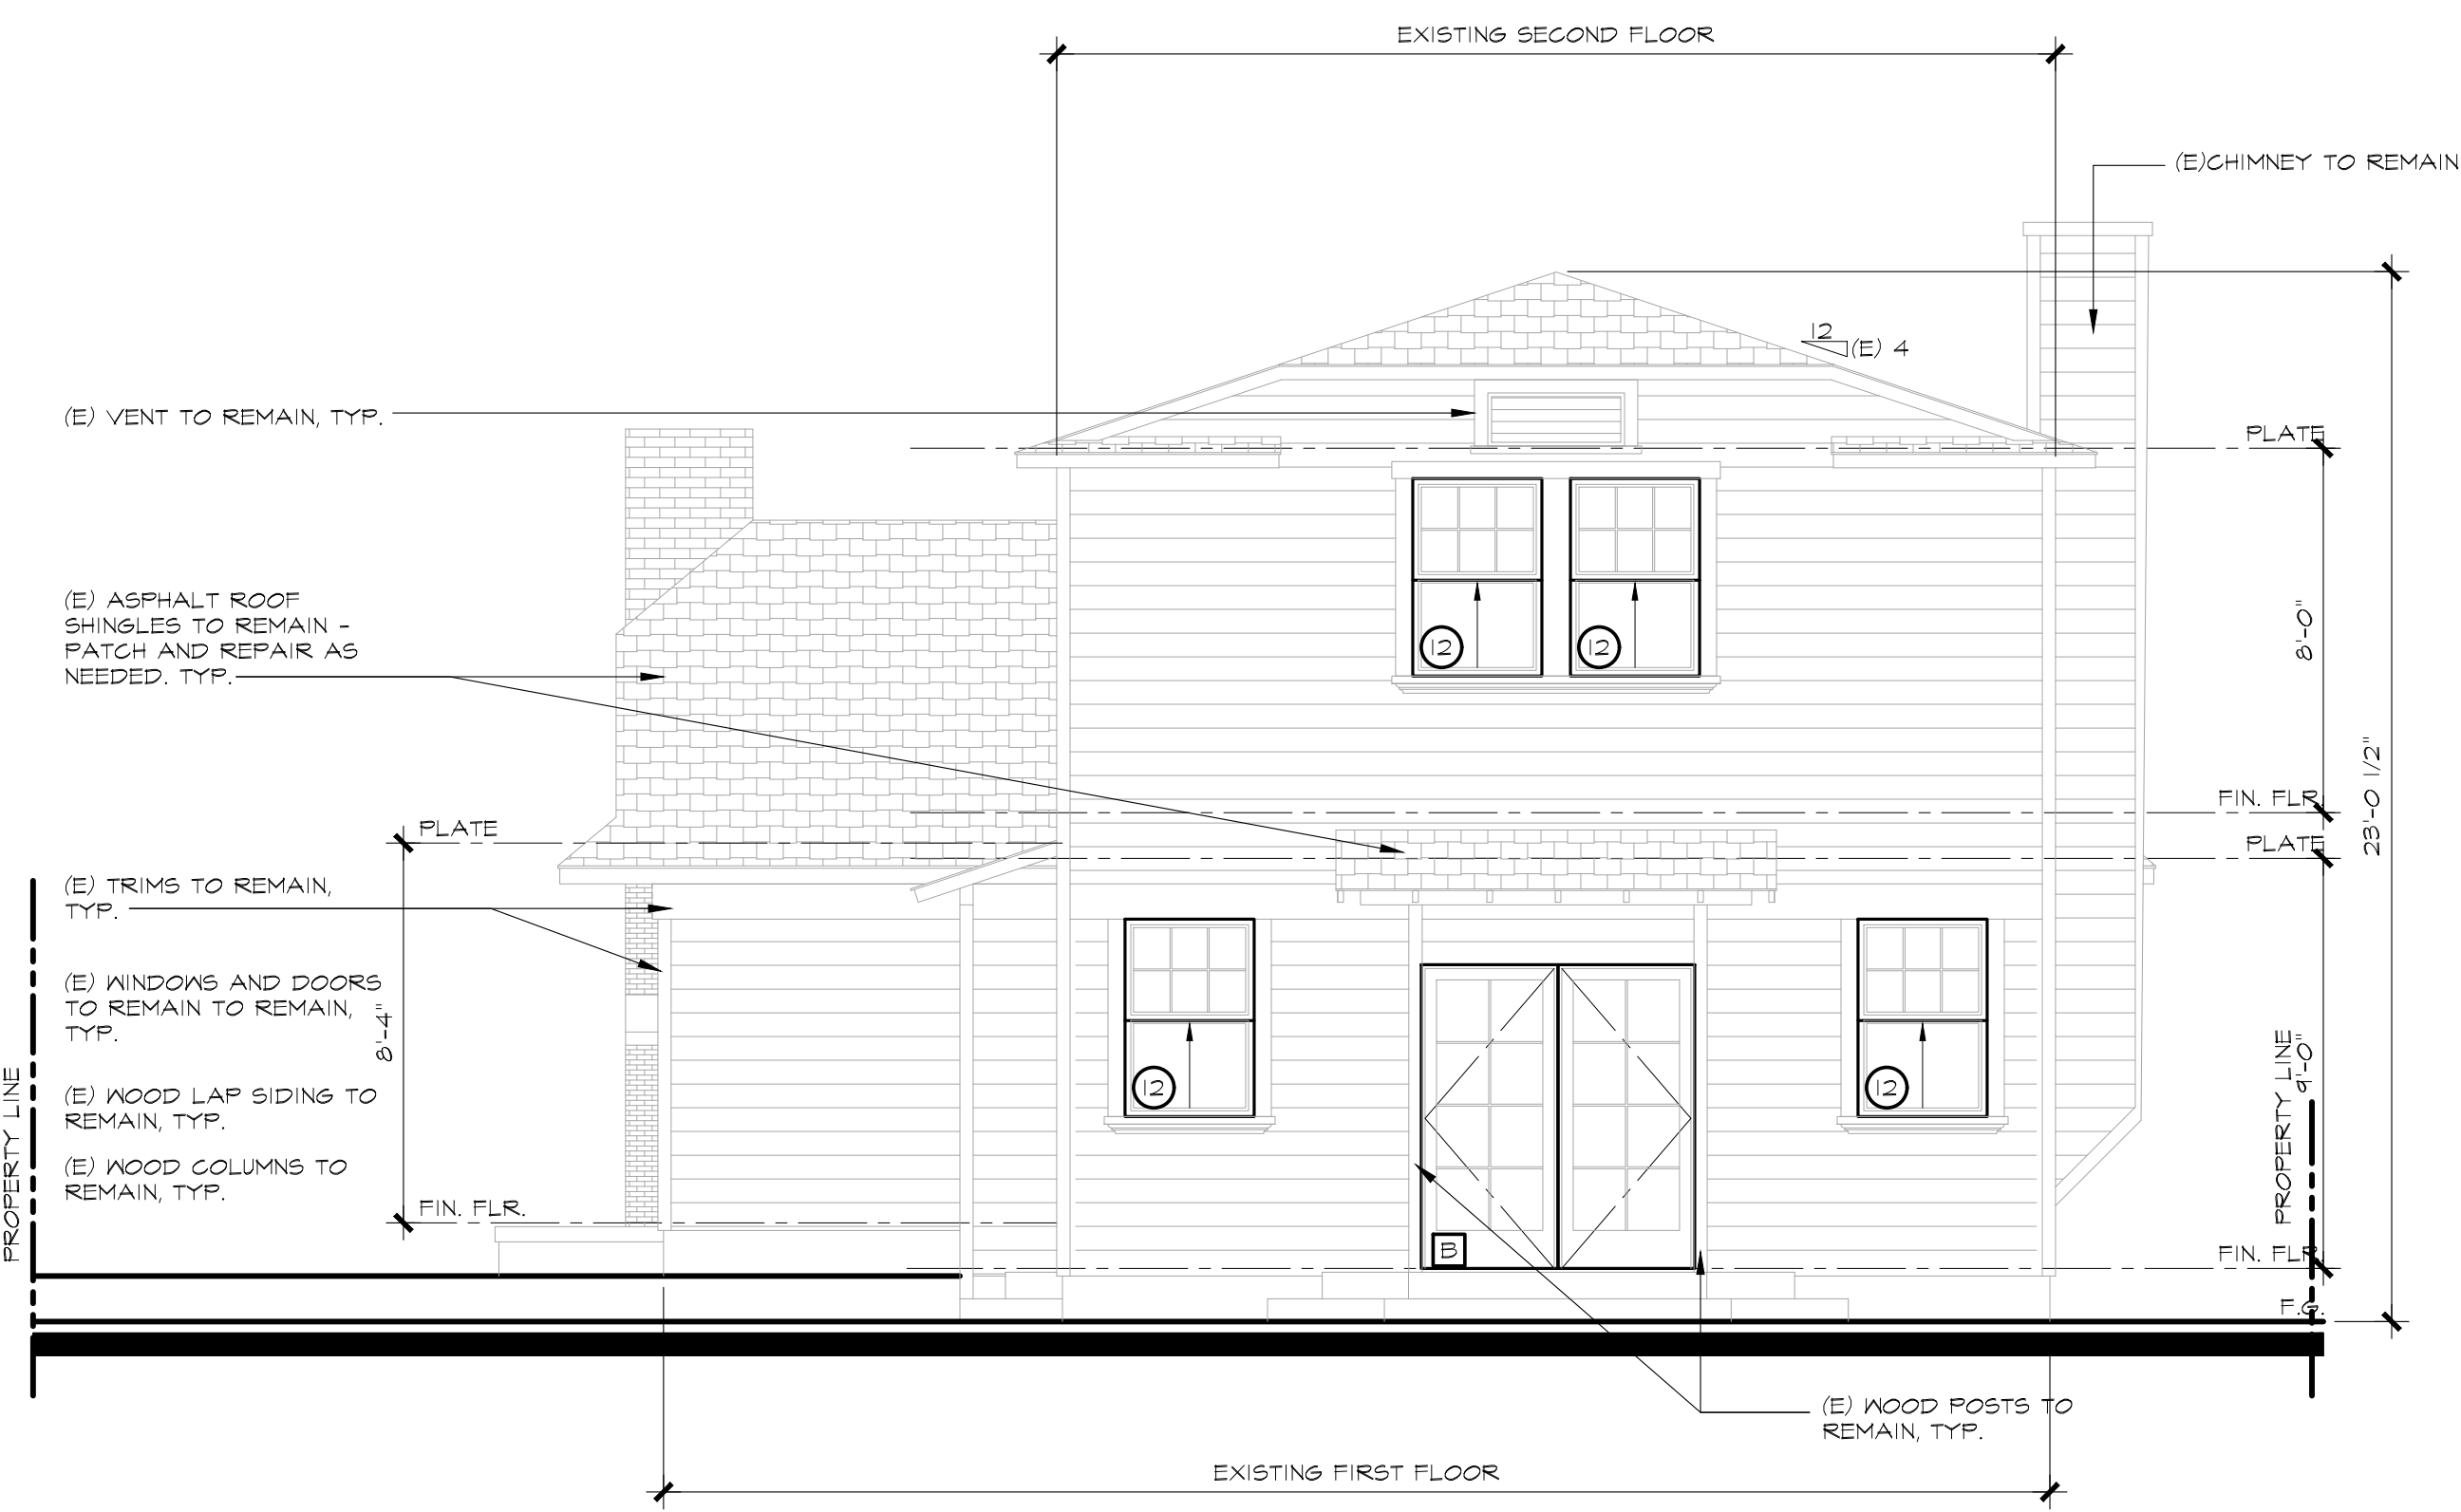 EXISTING SECOND FLOOR
(E)CHIMNEY TO REMAIN
12
(E) 4
(E) VENT TO REMAIN, TYP.
PLATE
(E) ASPHALT ROOF
SHINGLES TO REMAIN -
PATCH AND REPAIR AS
NEEDED. TYP.
12
12
8'-0"
23'-0 1/2"
FIN. FLR.
PLATE
PLATE
(E) TRIMS TO REMAIN,
TYP.
(E) WINDOWS AND DOORS
TO REMAIN TO REMAIN,
TYP.
8'-4"
(E) WOOD LAP SIDING TO
REMAIN, TYP.
(E) WOOD COLUMNS TO
REMAIN, TYP.
PROPERTY LINE
FIN. FLR.
12
12
B
PROPERTY LINE
9'-0"
FIN. FLR.
F.G.
(E) WOOD POSTS TO
REMAIN, TYP.
EXISTING FIRST FLOOR